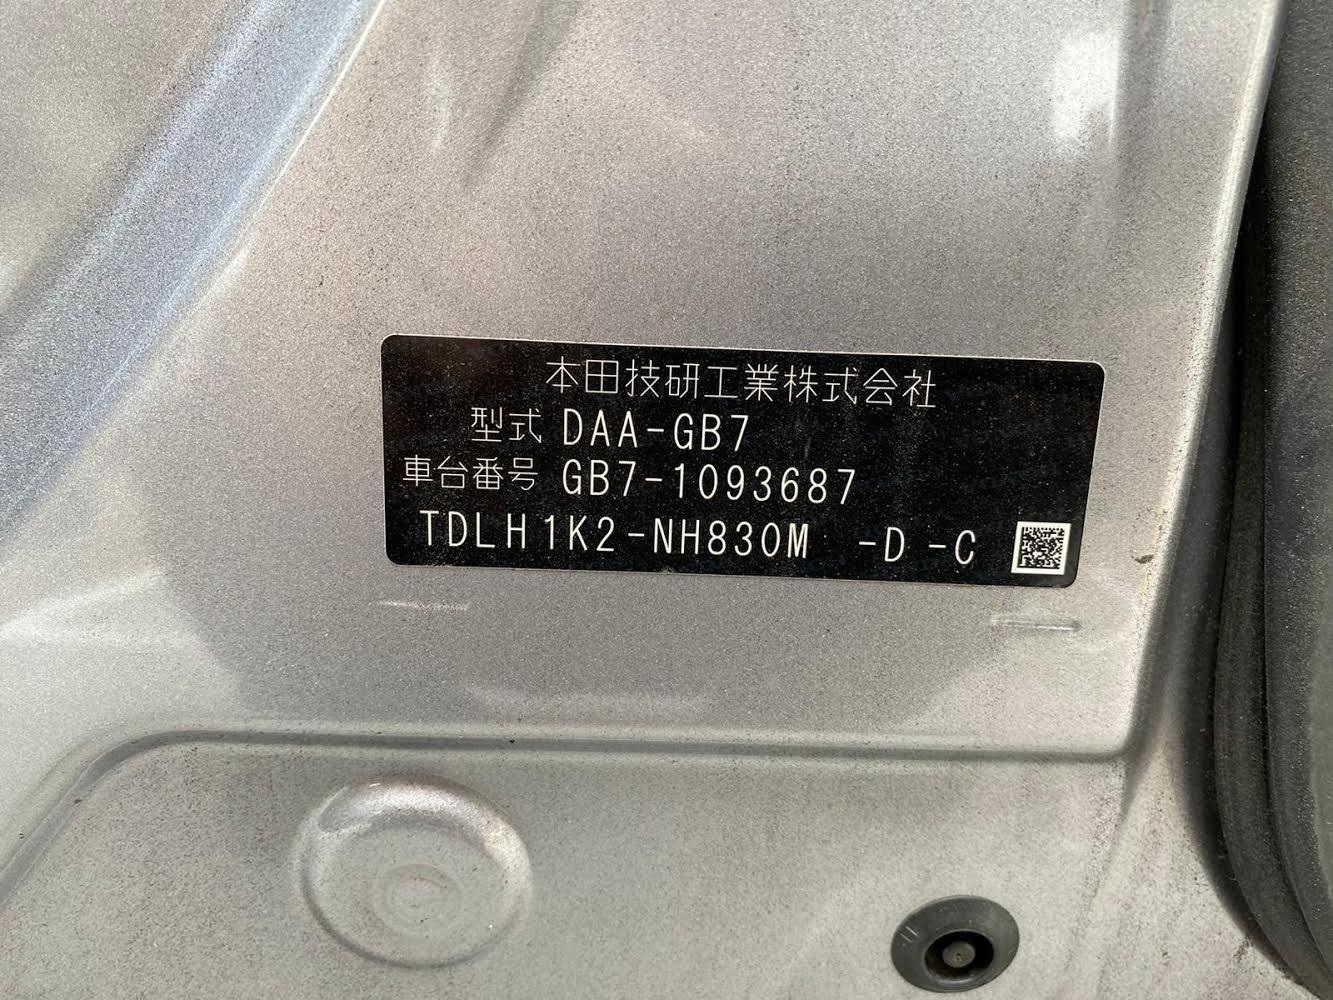 本田技研工業株式会社
型式 DAA-GB7
車台番号 GB7-1093687
TDLH1K2-NH830M -D -C